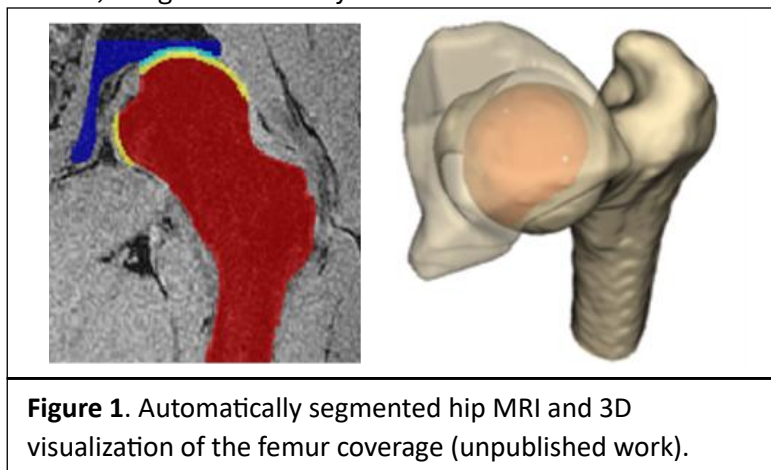 Figure 1. Automatically segmented hip MRI and 3D
visualization of the femur coverage (unpublished work).